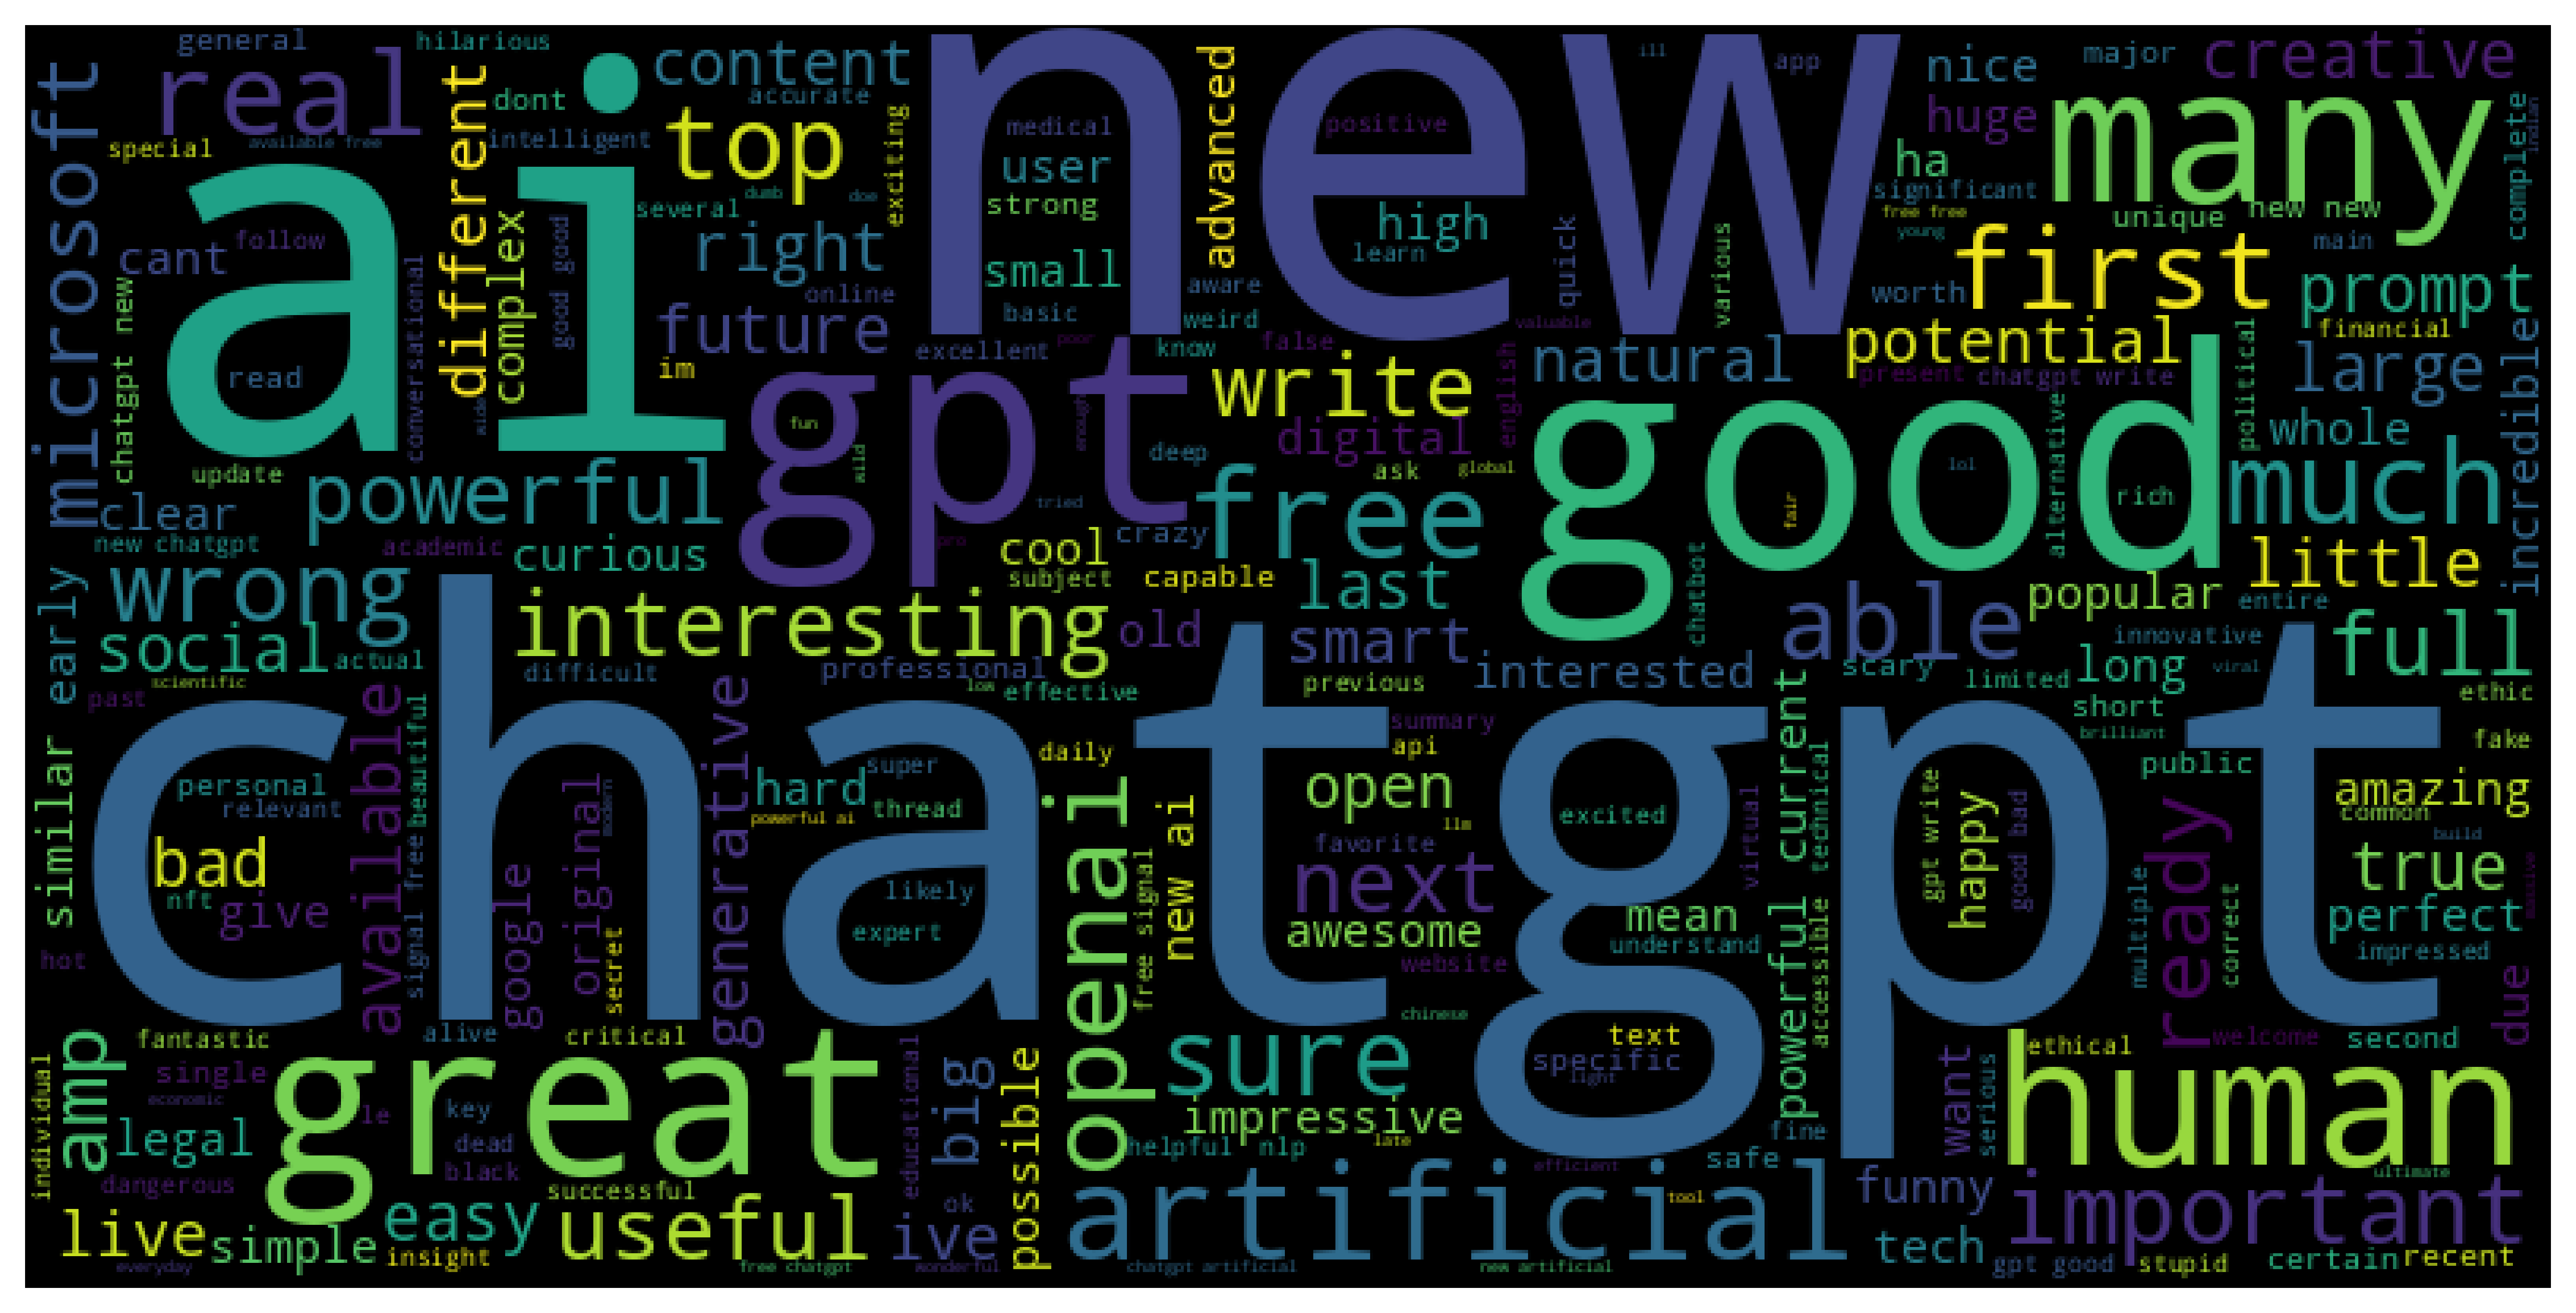 general
hilarious
real
microsoft
different
content
accurate
dont
special
available free
intelligent
top
exciting
new
advanced
medical
user
strong
positive
ill
app
nice
major
creative
huge
many
complete
indian
ai
cant
follow
several
dumb
doe
complex
good good
right
online
future
im
small
basic
high
learn
aware
weird
quick
various
ha
significant
free free
young
unique
new new
main
first
worth
prompt
financial
chatgpt new
read
conversational
wide
update
excellent
poor
know
false
valuable
natural
potential
present
chatgpt write
political
large
incredible
gpt
fun
wild
enough
tried
pro
write
digital
english
deep
ask
global
good
lol
fair
rich
alternative
whole
much
powerful
clear
new chatgpt
academic
curious
cool
crazy
free
subject
capable
last
chatbot
little
wrong
early
social
actual
interesting
old
smart
able
popular
entire
scientific
past
difficult
professional
low
effective
previous
interested
scary
limited
innovative
viral
long
full
ethic
short
brilliant
fake
chatgpt
similar
personal
relevant
bad
nft
give
hot
available
signal free
beautiful
google
original
modern
secret
generative
hard
super
powerful ai
thread
likely
expert
daily
openai
free signal
new ai
summary
api
open
llm
favorite
next
awesome
website
chinese
excited
virtual
mean
understand
powerful current
technical
accessible
gpt write
happy
good bad
public
amazing
common
build
true
ready
multiple
correct
perfect
impressed
massive
due
fantastic
alive
critical
amp
single
economic
individual
legal
dangerous
great
le
key
dead
black
educational
big
possible
sure
impressive
helpful
nlp
late
text
specific
light
fine
want
serious
ethical
welcome
second
human
ultimate
live
simple
easy
insight
everyday
successful
useful
free chatgpt
ok
ive
wonderful
artificial
efficient
tool
safe
chatgpt artificial
new artificial
funny
tech
important
gpt good
stupid
certain
recent